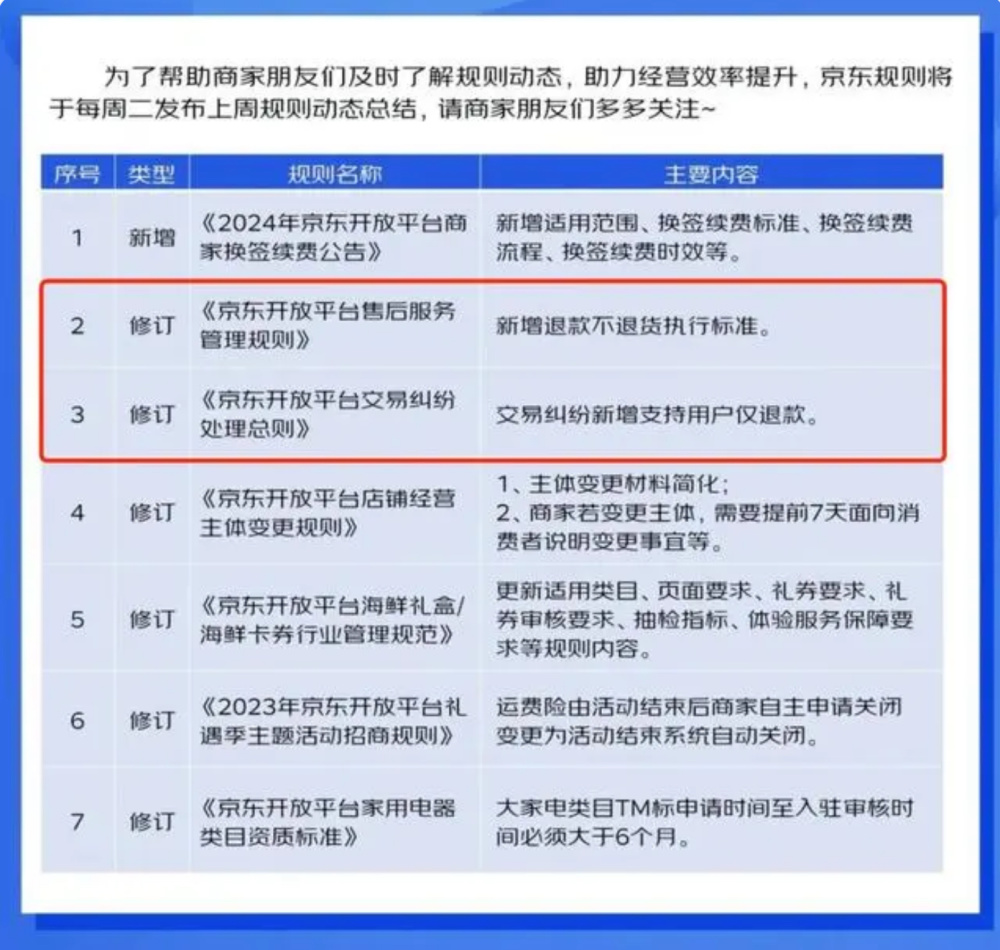 为了帮助商家朋友们及时了解规则动态，助力经营效率提升，京东规则将
于每周二发布上周规则动态总结，请商家朋友们多多关注~
序号 类型 规则名称 主要内容
1 新增 《2024年京东开放平台商
家换签续费公告》
新增适用范围、换签续费标准、换签续费
流程、换签续费时效等。
2 修订 《京东开放平台售后服务
管理规则》
新增退款不退货执行标准。
3 修订 《京东开放平台交易纠纷
处理总则》
交易纠纷新增支持用户仅退款。
4 修订 《京东开放平台店铺经营
主体变更规则》
1、主体变更材料简化；
2、商家若变更主体，需要提前7天面向消
费者说明变更事宜等。
5 修订 《京东开放平台海鲜礼盒/
海鲜卡券行业管理规范》
更新适用类目、页面要求、礼券要求、礼
券审核要求、抽检指标、体验服务保障要
求等规则内容。
6 修订 《2023年京东开放平台礼
遇季主题活动招商规则》
运费险由活动结束后商家自主申请关闭
变更为活动结束系统自动关闭。
7 修订 《京东开放平台家用电器
类目资质标准》
大家电类目TM标申请时间至入驻审核时
间必须大于6个月。